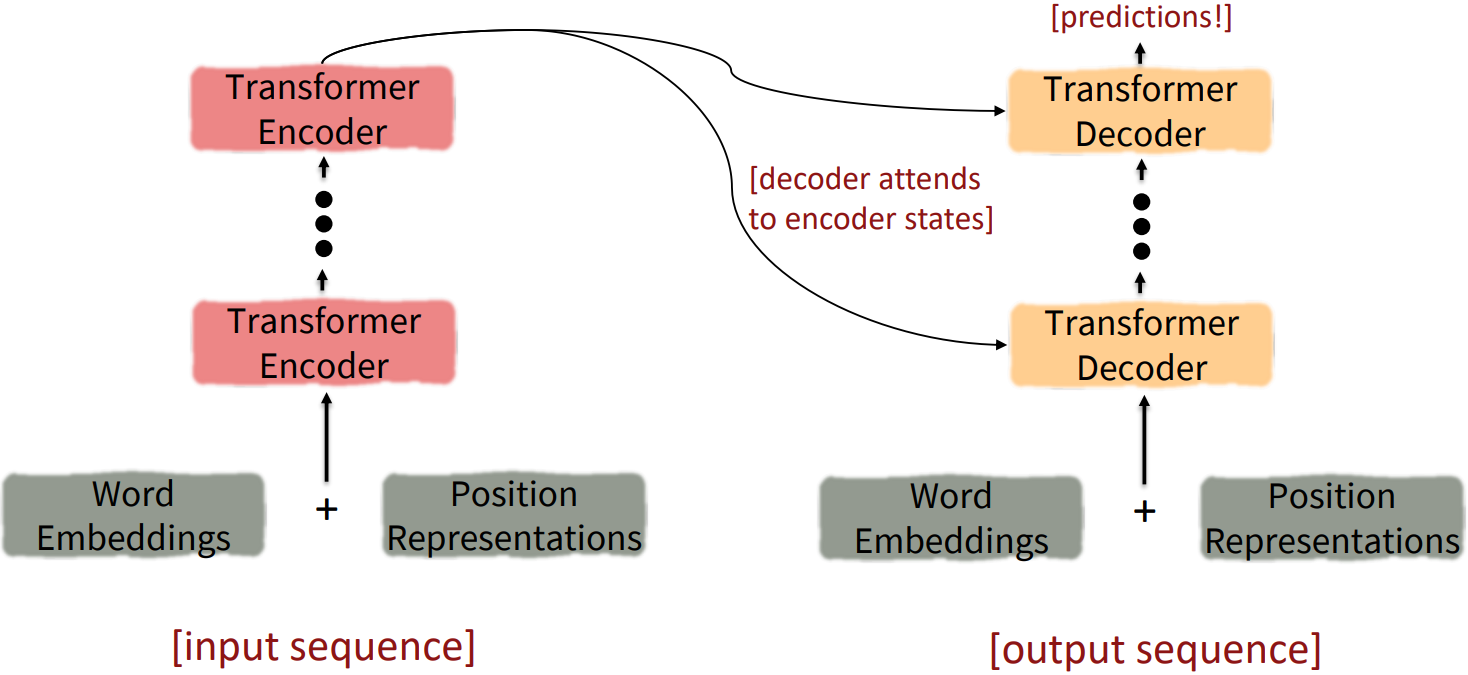 [predictions!]
Transformer
Encoder
Transformer
Decoder
[decoder attends
to encoder states]
Transformer
Encoder
Transformer
Decoder
Word
Embeddings
+
Position
Representations
Word
Embeddings
+
Position
Representations
[input sequence]
[output sequence]